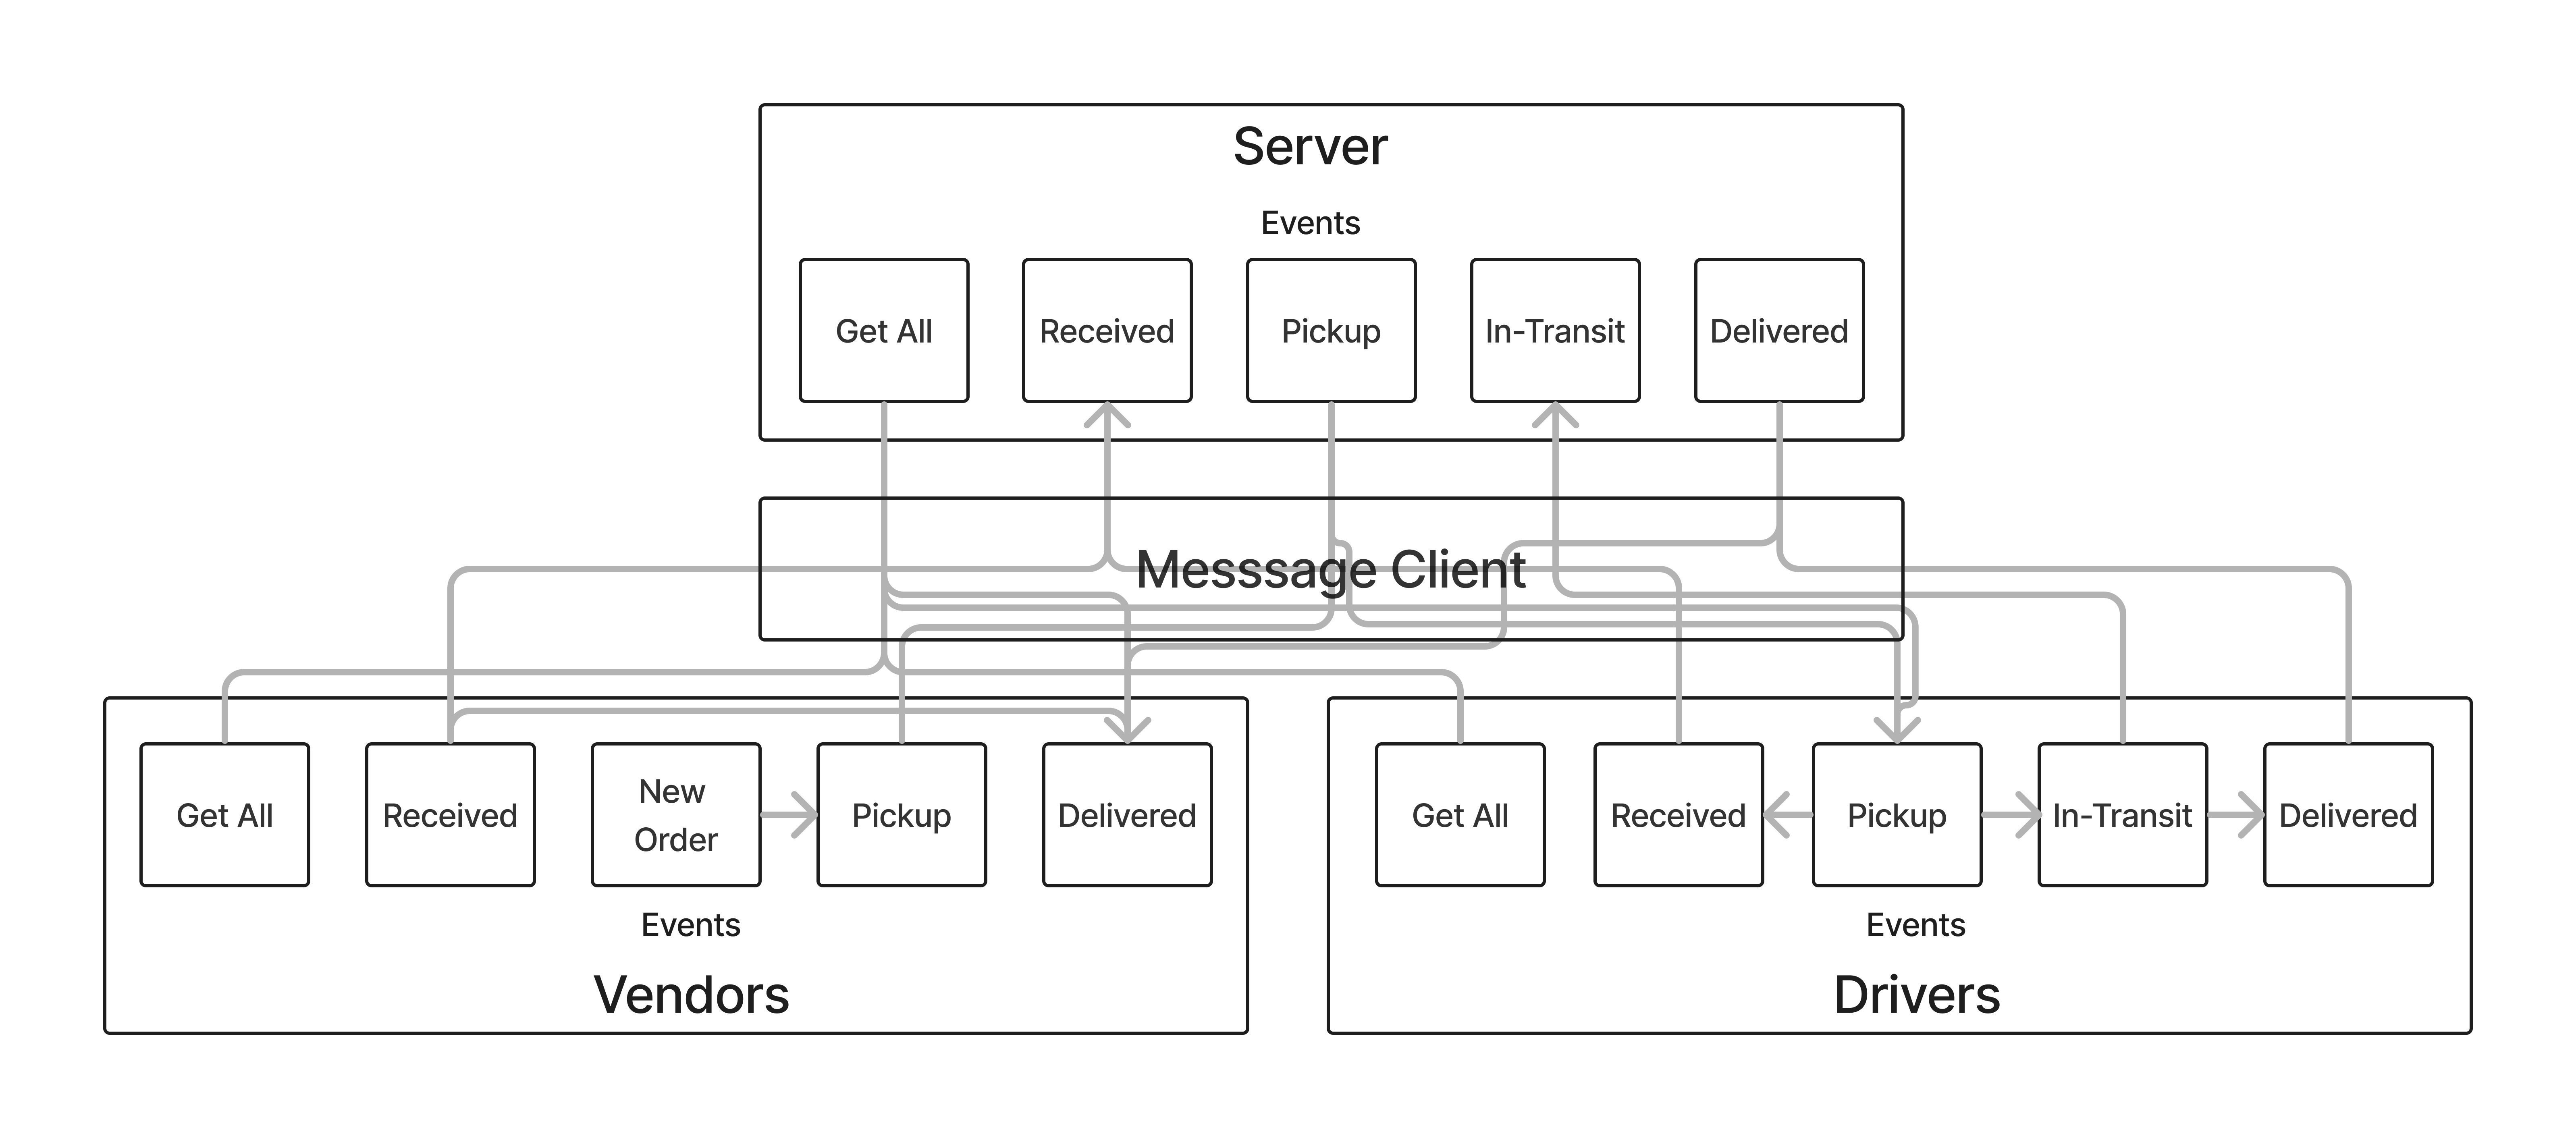 Server
Events
Get All
Received
Pickup
In-Transit
Delivered
Messsage Client
Get All
Received
New
Order
Pickup
Delivered
Events
Vendors
Get All
Received
Pickup
In-Transit
Delivered
Events
Drivers